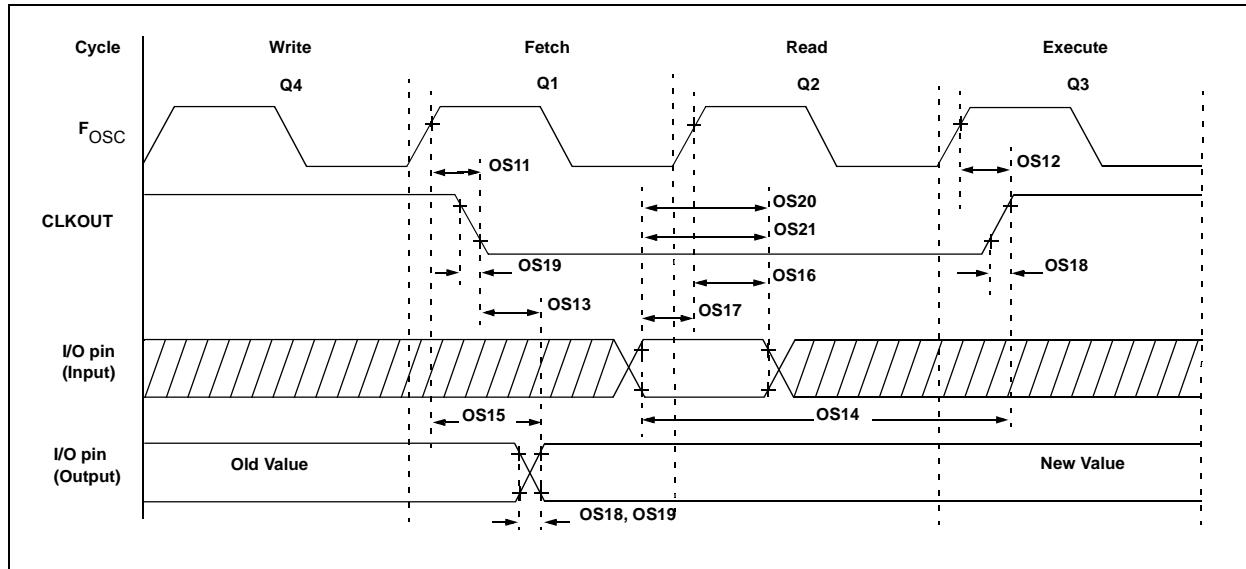 Cycle Write Fetch Read Execute
Q4 Q1 Q2 Q3
FOSC
OS11 OS12
OS20
CLKOUT
OS21
OS19 OS18
OS16
OS13 OS17
I/O pin
(Input)
OS15 OS14
I/O pin
(Output)
Old Value New Value
OS18, OS19